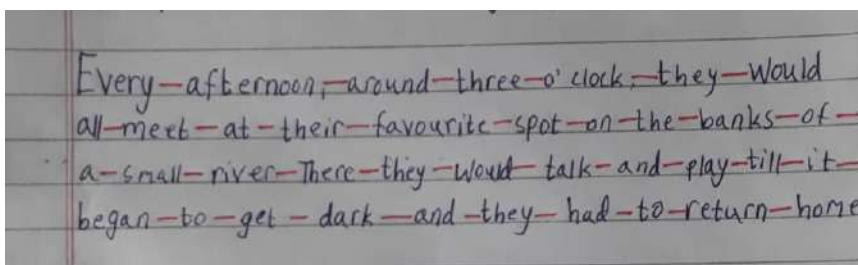 Every afternoon, around three o' clock, they would
all meet at their favourite spot on the banks of
a small river There they would talk and play till it
began to get dark and they had to return home